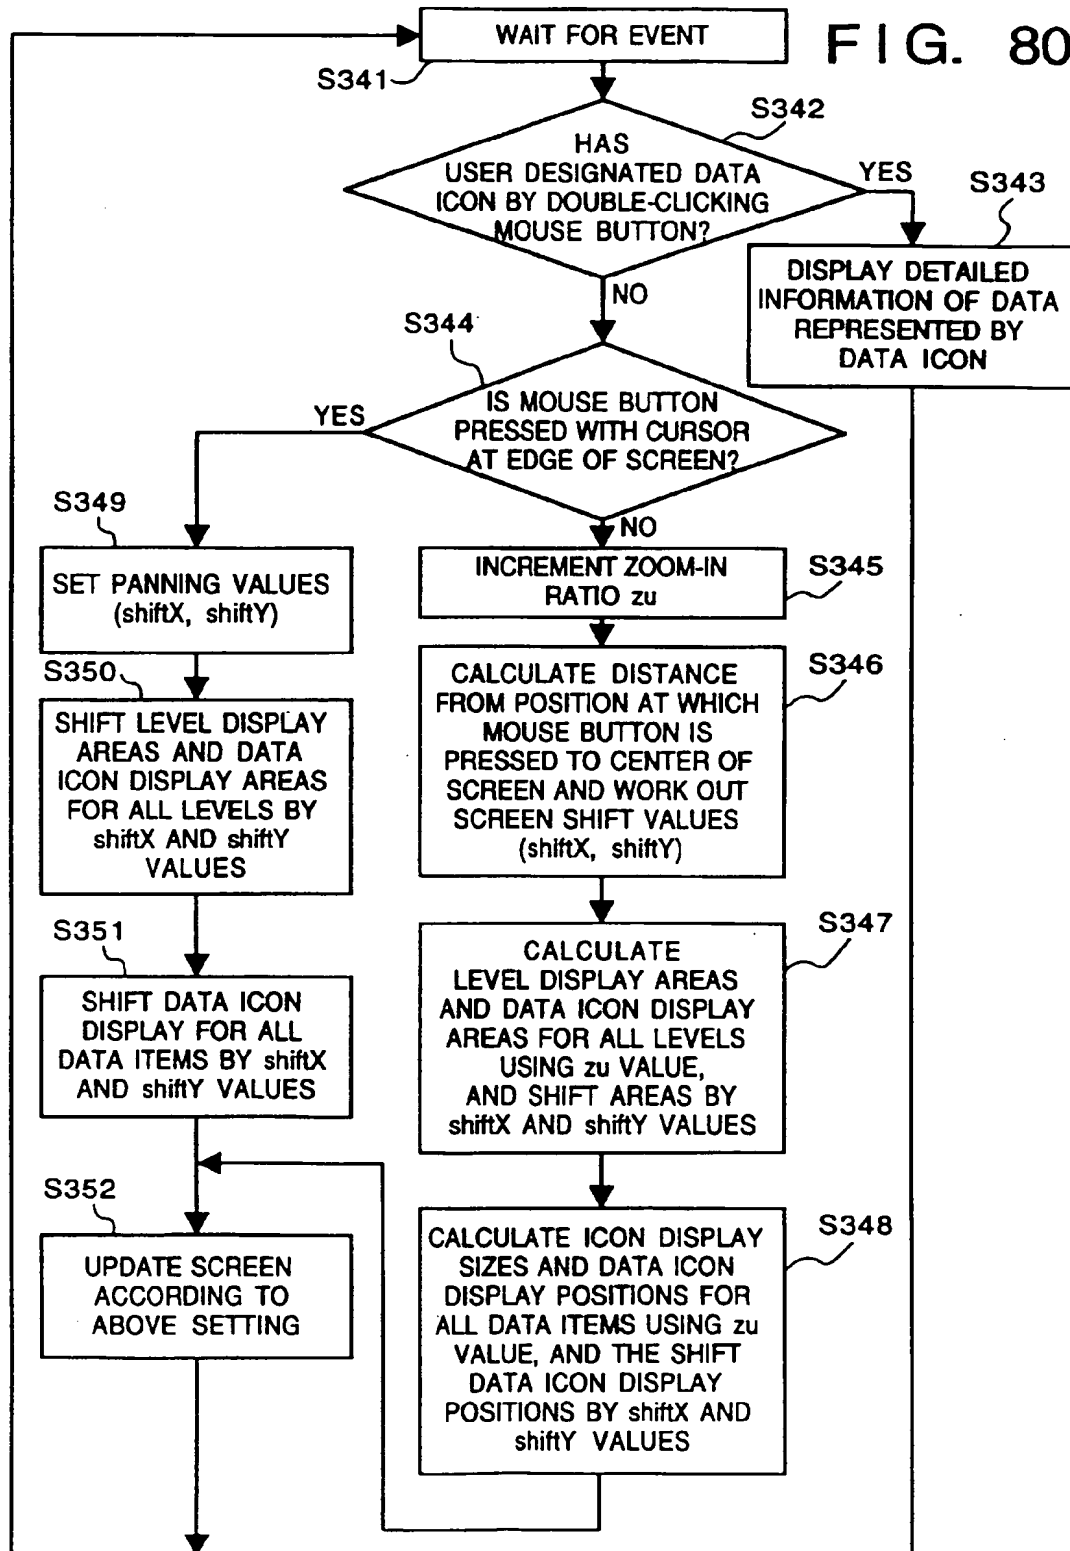 FIG. 80
WAIT FOR EVENT
S341
S342
HAS
USER DESIGNATED DATA
ICON BY DOUBLE-CLICKING
MOUSE BUTTON?
YES
S343
DISPLAY DETAILED
INFORMATION OF DATA
REPRESENTED BY
DATA ICON
NO
S344
IS MOUSE BUTTON
PRESSED WITH CURSOR
AT EDGE OF SCREEN?
YES
NO
S349
SET PANNING VALUES
(shiftX, shiftY)
S350
SHIFT LEVEL DISPLAY
AREAS AND DATA
ICON DISPLAY AREAS
FOR ALL LEVELS BY
shiftX AND shiftY
VALUES
S351
SHIFT DATA ICON
DISPLAY FOR ALL
DATA ITEMS BY shiftX
AND shiftY VALUES
S352
UPDATE SCREEN
ACCORDING TO
ABOVE SETTING
INCREMENT ZOOM-IN
RATIO zu
S345
CALCULATE DISTANCE
FROM POSITION AT WHICH
MOUSE BUTTON IS
PRESSED TO CENTER OF
SCREEN AND WORK OUT
SCREEN SHIFT VALUES
(shiftX, shiftY)
S346
CALCULATE
LEVEL DISPLAY AREAS
AND DATA ICON DISPLAY
AREAS FOR ALL LEVELS
USING zu VALUE,
AND SHIFT AREAS BY
shiftX AND shiftY VALUES
S347
CALCULATE ICON DISPLAY
SIZES AND DATA ICON
DISPLAY POSITIONS FOR
ALL DATA ITEMS USING zu
VALUE, AND THE SHIFT
DATA ICON DISPLAY
POSITIONS BY shiftX AND
shiftY VALUES
S348